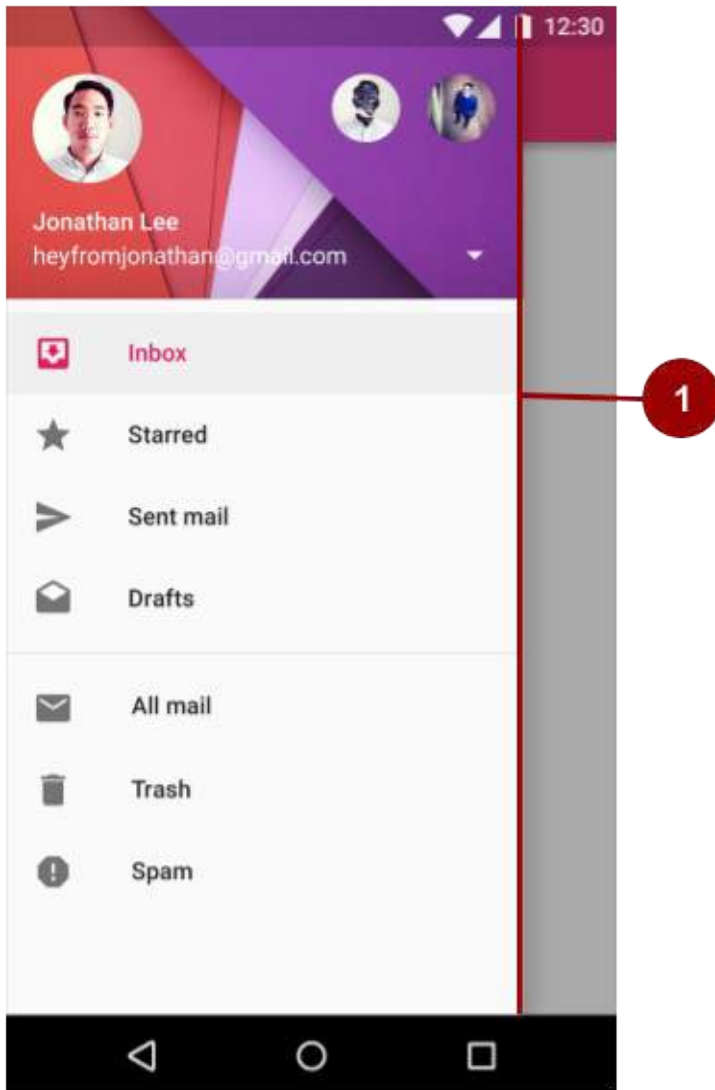 12:30
Jonathan Lee
heyfromjonathan@gmail.com
Inbox
1
Starred
Sent mail
Drafts
All mail
Trash
Spam